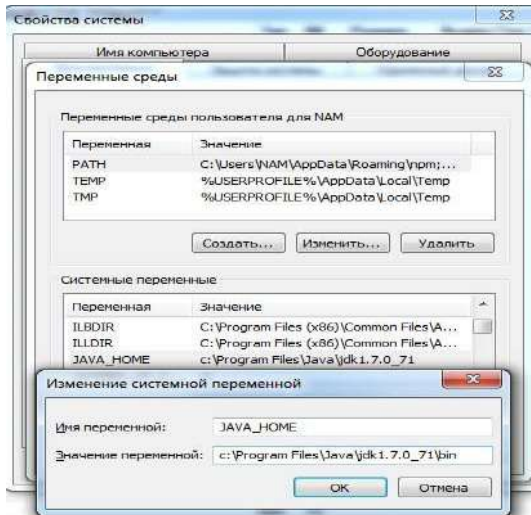 Свойства системы
Имя компьютера
Оборудование
Переменные среды
Переменные среды пользователя для NAM
Переменная Значение
PATH C:\Users\NAM\AppData\Roaming\npm;...
TEMP %USERPROFILE%\AppData\Local\Temp
TMP %USERPROFILE%\AppData\Local\Temp
Создать... Изменить... Удалить
Системные переменные
Переменная Значение
ILBDIR C:\Program Files (x86)\Common Files\A...
ILLDIR C:\Program Files (x86)\Common Files\A...
JAVA_HOME c:\Program Files\Java\jdk1.7.0_71
Изменение системной переменной
Имя переменной: JAVA_HOME
Значение переменной: c:\Program Files\Java\jdk1.7.0_71\bin
OK Отмена